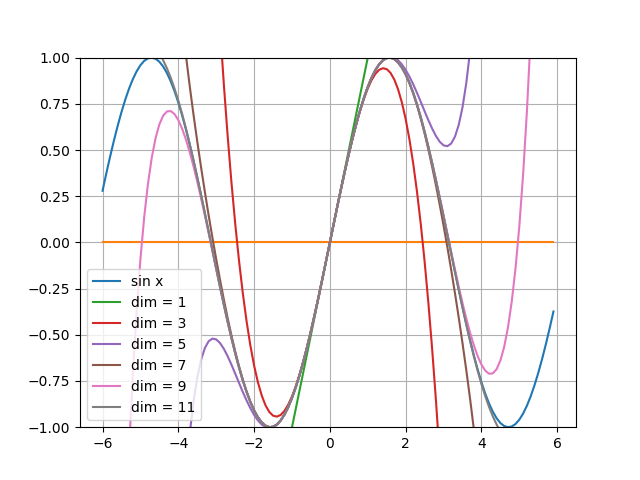 1.00
0.75
0.50
0.25
0.00
−0.25
−0.50
−0.75
−1.00
sin x
dim = 1
dim = 3
dim = 5
dim = 7
dim = 9
dim = 11
−6 −4 −2 0 2 4 6